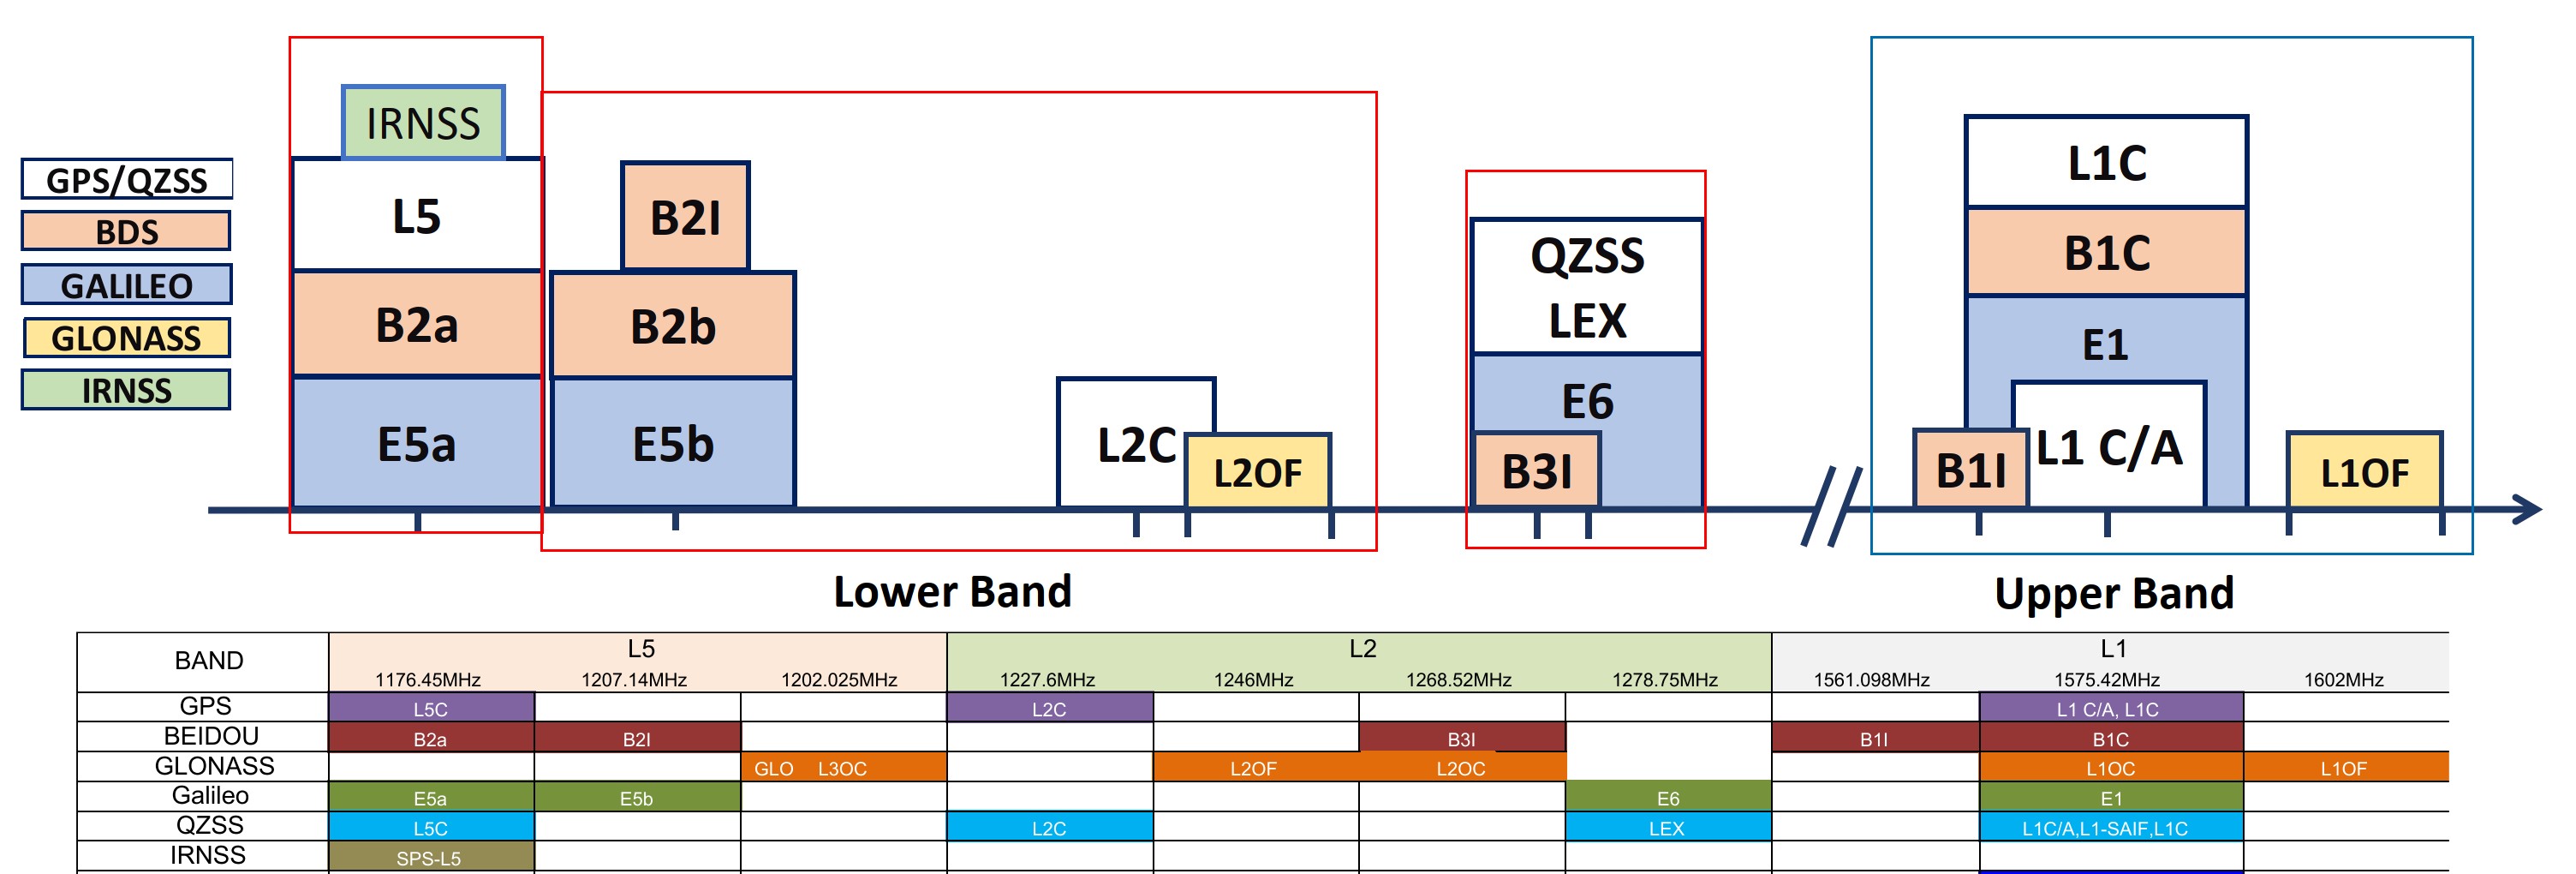 IRNSS
GPS/QZSS
BDS
GALILEO
GLONASS
IRNSS
L5
B2a
E5a
B2I
B2b
E5b
L2C
L2OF
QZSS
LEX
E6
B3I
L1C
B1C
E1
L1 C/A
B1I
L1OF
Lower Band
Upper Band
BAND L5 L2 L1
1176.45MHz 1207.14MHz 1202.025MHz 1227.6MHz 1246MHz 1268.52MHz 1278.75MHz 1561.098MHz 1575.42MHz 1602MHz
GPS L5C L2C L1 C/A, L1C
BEIDOU B2a B2I B3I B1I B1C
GLONASS GLO L3OC L2OF L2OC L1OC L1OF
Galileo E5a E5b E6 E1
QZSS L5C L2C LEX L1C/A,L1-SAIF,L1C
IRNSS SPS-L5